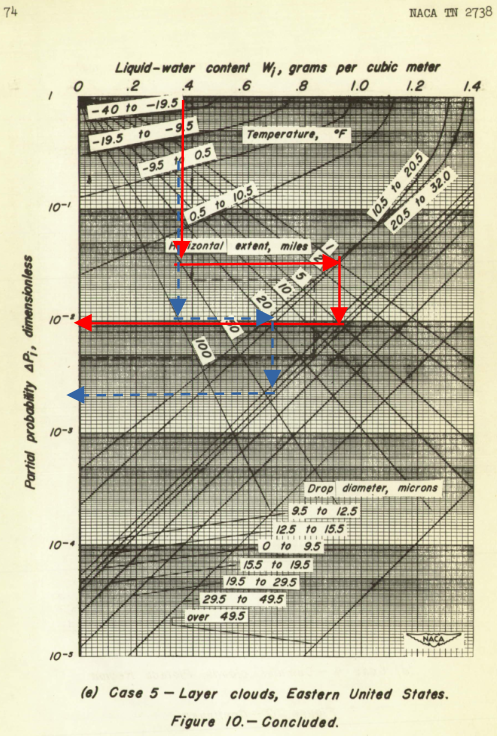 74
NACA TN 2738
Liquid-water content Wi, grams per cubic meter
0 .2 .4 .6 .8 1.0 1.2 1.4
1
-40 to -19.5
-19.5 to -9.5
Temperature, °F
-9.5 to 0.5
10.5 to 20.5
20.5 to 32.0
0.5 to 10.5
10-1
Horizontal extent, miles
1
2
5
10
20
50
100
10-2
Partial probability ΔPi, dimensionless
10-3
Drop diameter, microns
9.5 to 12.5
12.5 to 15.5
10-4
0 to 9.5
15.5 to 19.5
19.5 to 29.5
29.5 to 49.5
over 49.5
NACA
10-5
(e) Case 5 — Layer clouds, Eastern United States.
Figure 10.— Concluded.